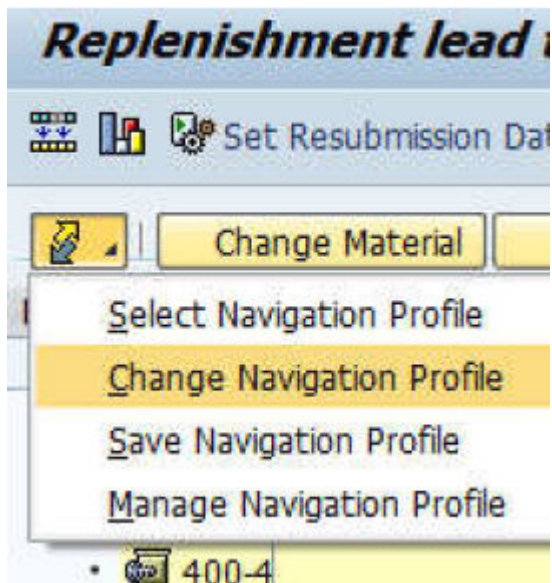 Replenishment lead
Set Resubmission Dat
Change Material
Select Navigation Profile
Change Navigation Profile
Save Navigation Profile
Manage Navigation Profile
400-4